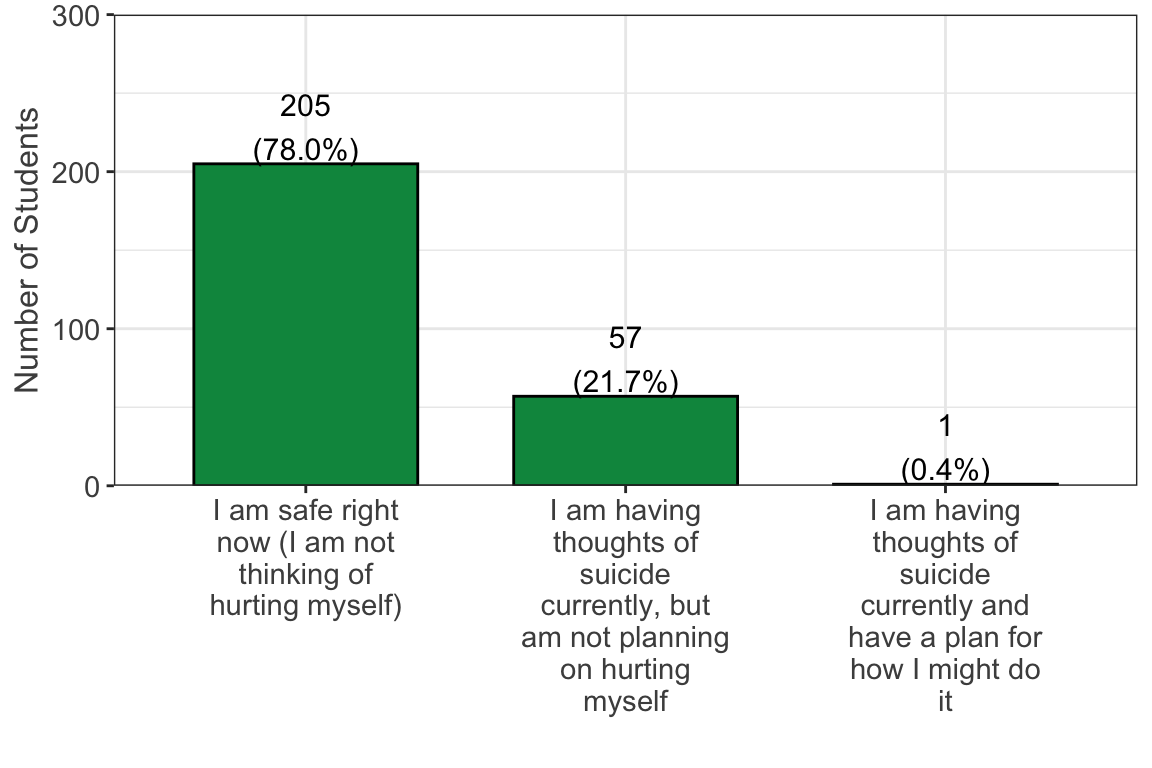 Number of Students
300
200
100
0
205
(78.0%)
57
(21.7%)
1
(0.4%)
I am safe right
now (I am not
thinking of
hurting myself)
I am having
thoughts of
suicide
currently, but
am not planning
on hurting
myself
I am having
thoughts of
suicide
currently and
have a plan for
how I might do
it